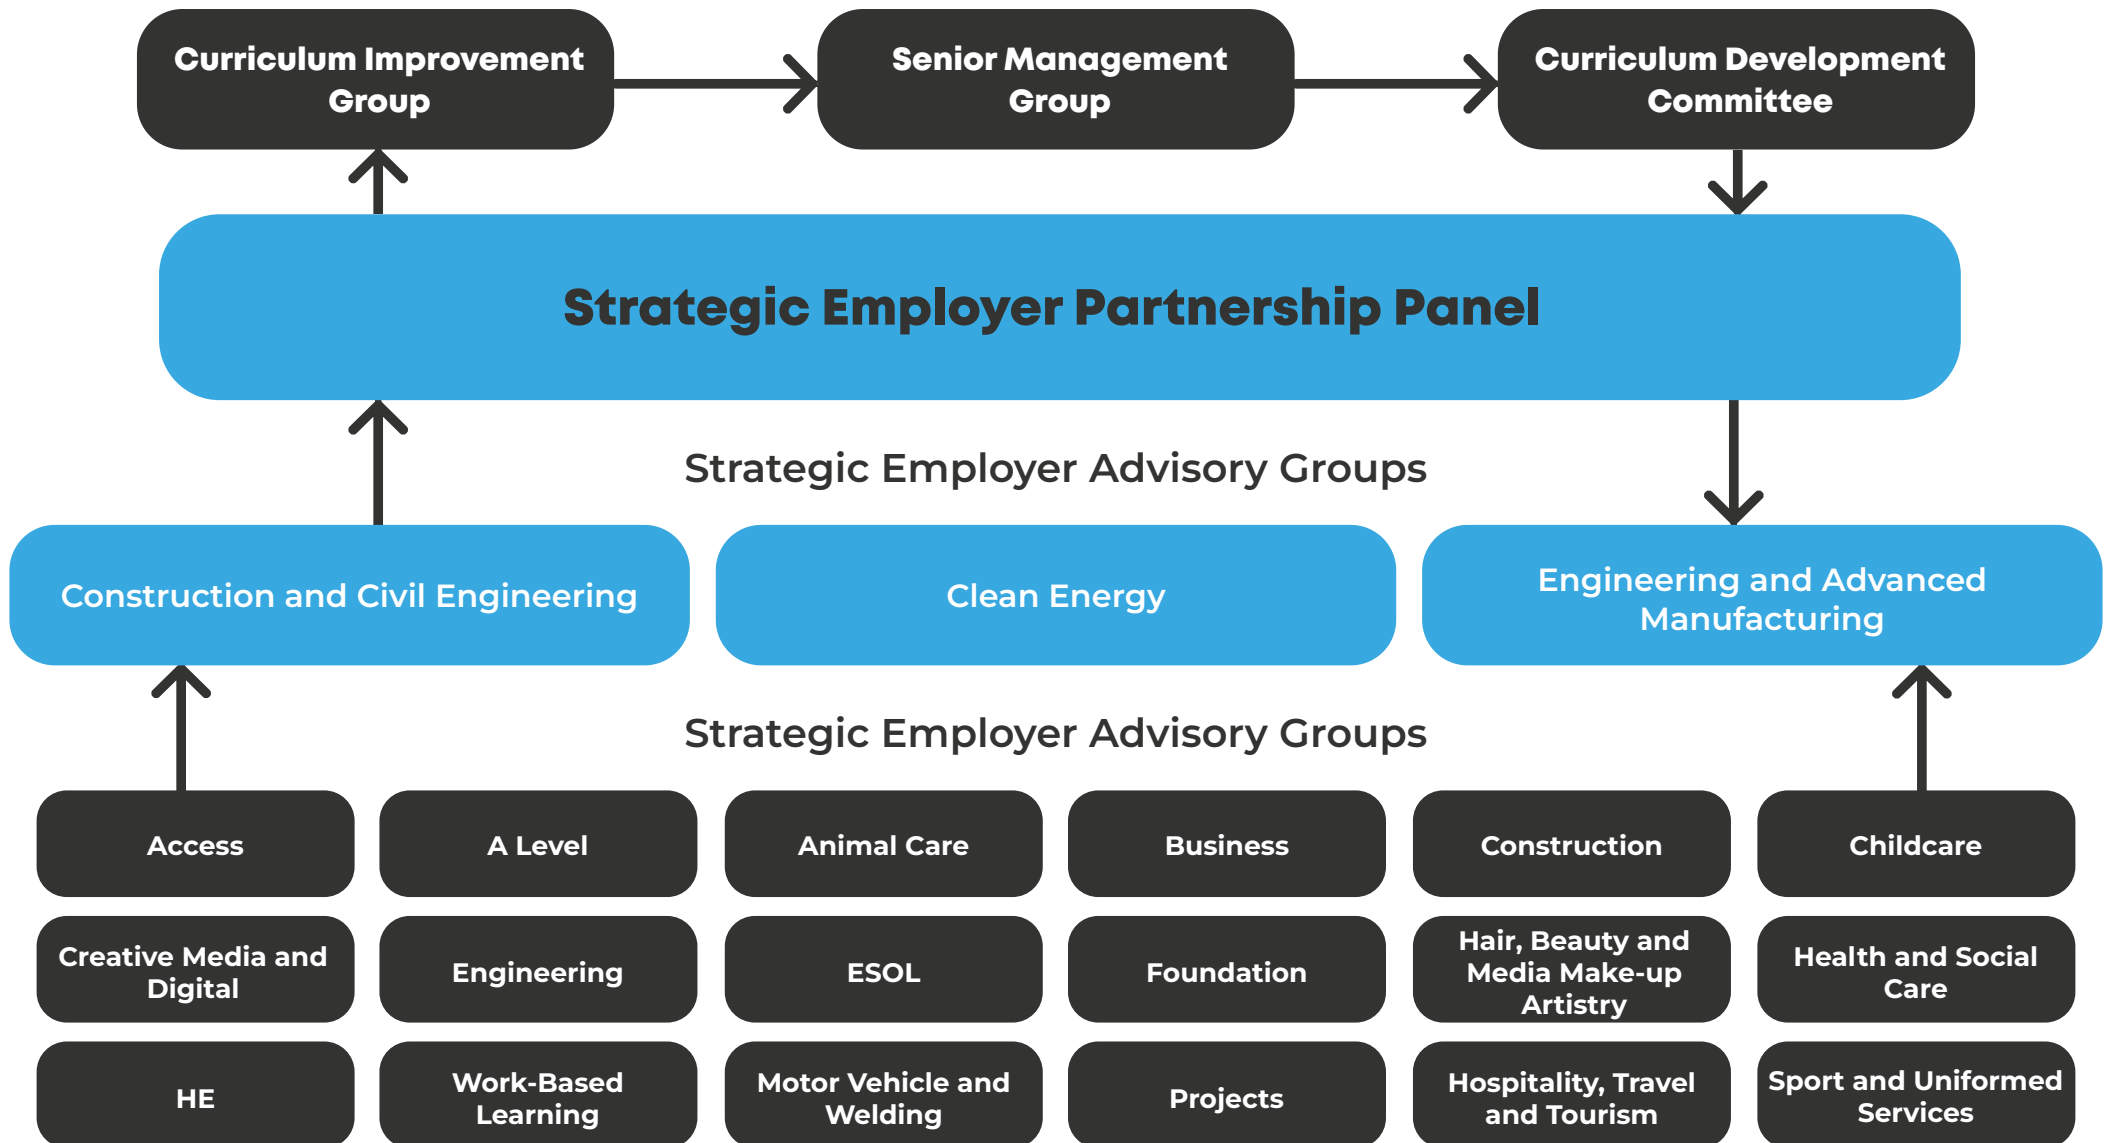 Curriculum Improvement
Group
Senior Management
Group
Curriculum Development
Committee
Strategic Employer Partnership Panel
Strategic Employer Advisory Groups
Construction and Civil Engineering
Clean Energy
Engineering and Advanced
Manufacturing
Strategic Employer Advisory Groups
Access
A Level
Animal Care
Business
Construction
Childcare
Creative Media and
Digital
Engineering
ESOL
Foundation
Hair, Beauty and
Media Make-up
Artistry
Health and Social
Care
HE
Work-Based
Learning
Motor Vehicle and
Welding
Projects
Hospitality, Travel
and Tourism
Sport and Uniformed
Services